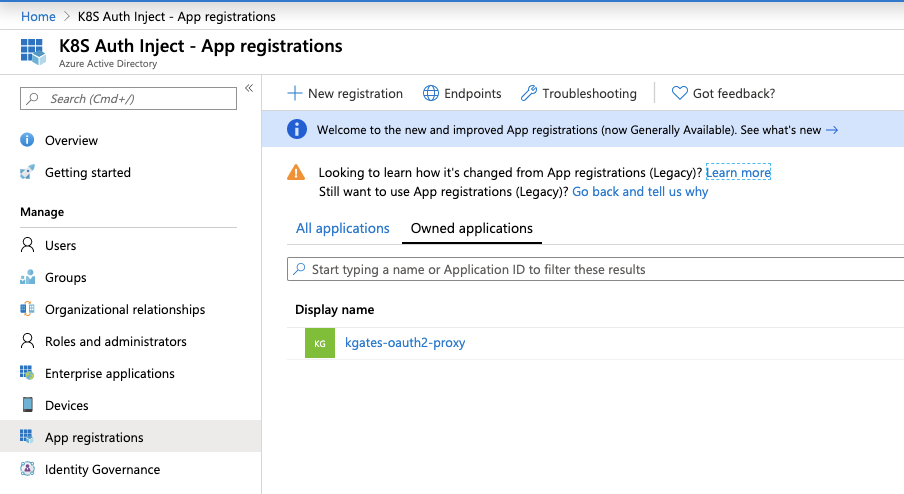 Home > K8S Auth Inject - App registrations
K8S Auth Inject - App registrations
Azure Active Directory
Search (Cmd+/)
«
Overview
Getting started
Manage
Users
Groups
Organizational relationships
Roles and administrators
Enterprise applications
Devices
App registrations
Identity Governance
New registration
Endpoints
Troubleshooting
Got feedback?
Welcome to the new and improved App registrations (now Generally Available). See what's new →
Looking to learn how it's changed from App registrations (Legacy)? Learn more
Still want to use App registrations (Legacy)? Go back and tell us why
All applications
Owned applications
Start typing a name or Application ID to filter these results
Display name
KG
kgates-oauth2-proxy